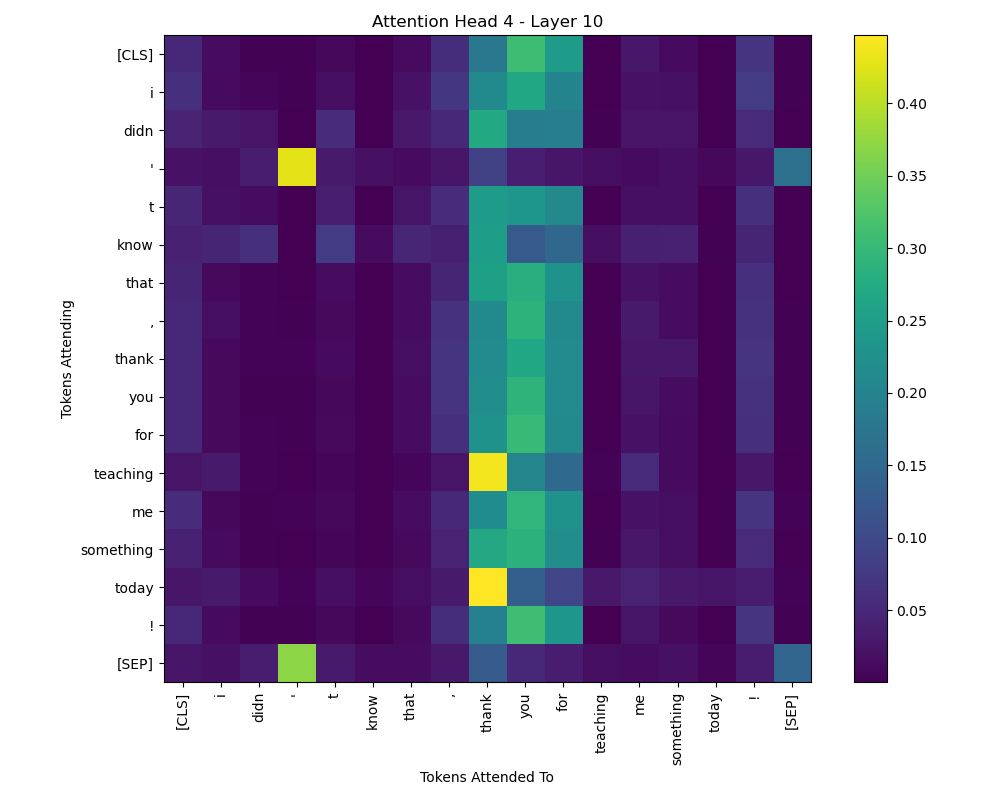 Attention Head 4 - Layer 10
[CLS]
i
didn
'
t
know
that
,
thank
you
for
teaching
me
something
today
!
[SEP]
Tokens Attending
[CLS]
i
didn
'
t
know
that
,
thank
you
for
teaching
me
something
today
!
[SEP]
Tokens Attended To
0.40
0.35
0.30
0.25
0.20
0.15
0.10
0.05